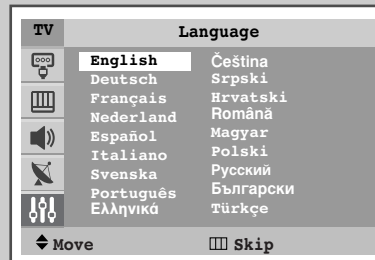 TV Language
English
Deutsch
Français
Nederland
Español
Italiano
Svenska
Português
Ελληνικά
Čeština
Srpski
Hrvatski
Română
Magyar
Polski
Русский
Български
Türkçe
Move Skip